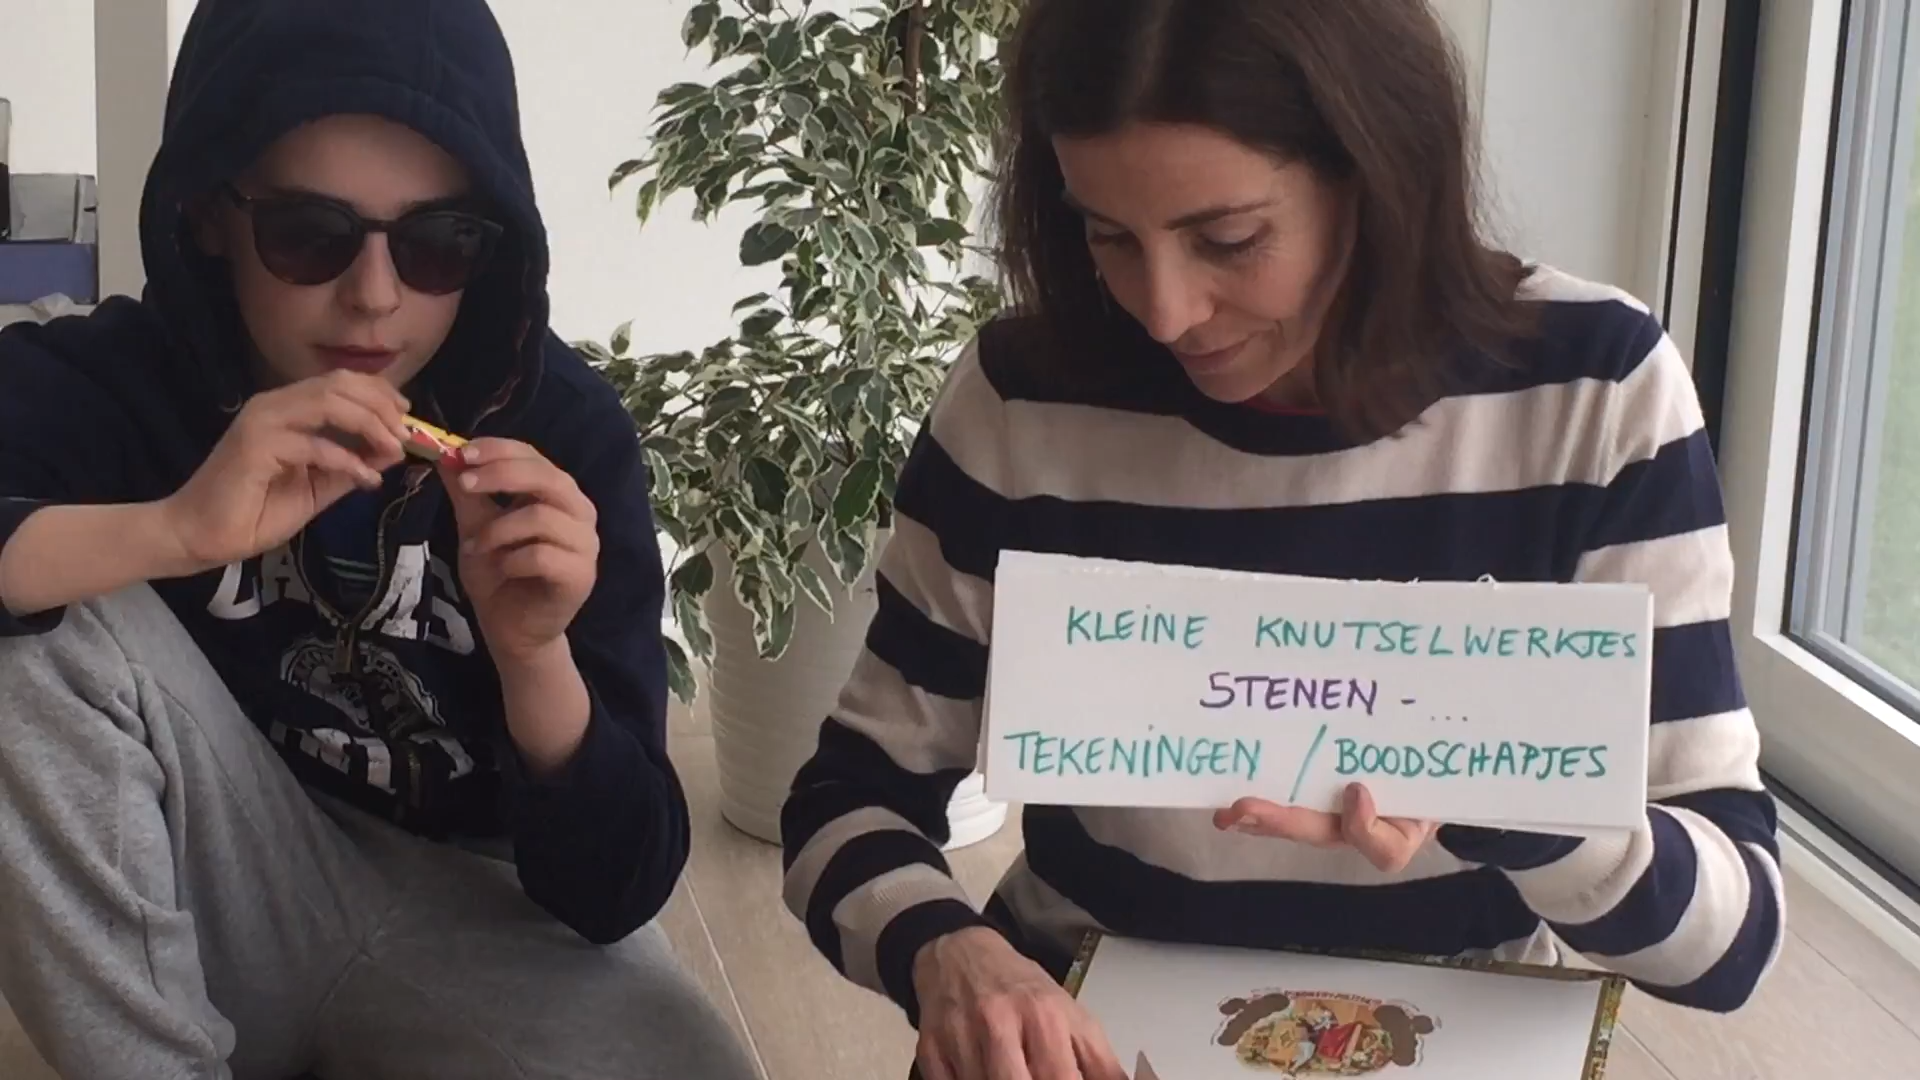 KLEINE KNUTSELWERKJES
STENEN - ...
TEKENINGEN / BOODSCHAPJES